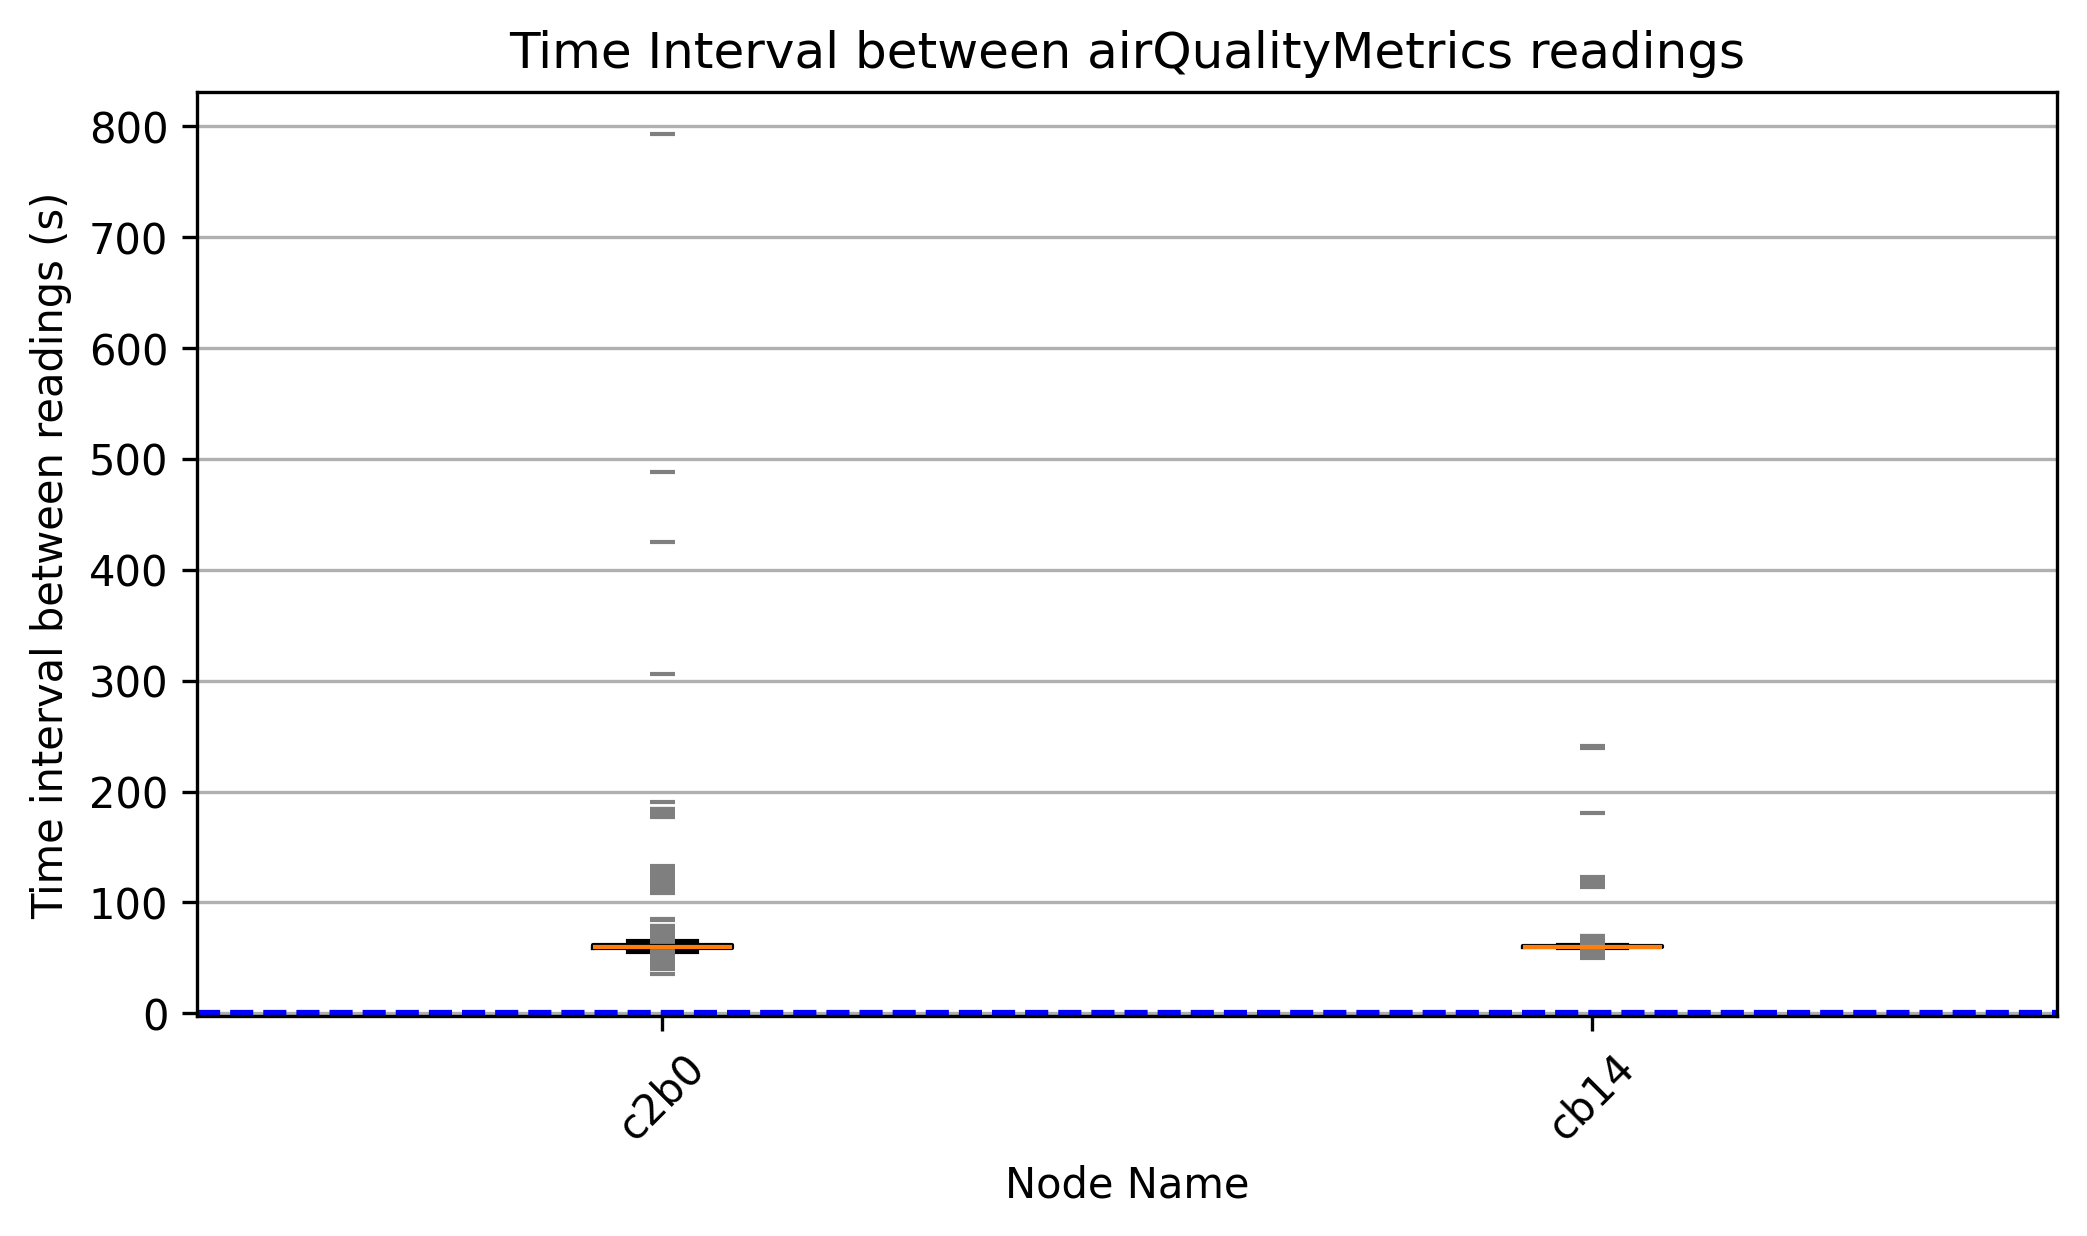 Time Interval between airQualityMetrics readings
Time interval between readings (s)
800
700
600
500
400
300
200
100
0
c2b0
cb14
Node Name